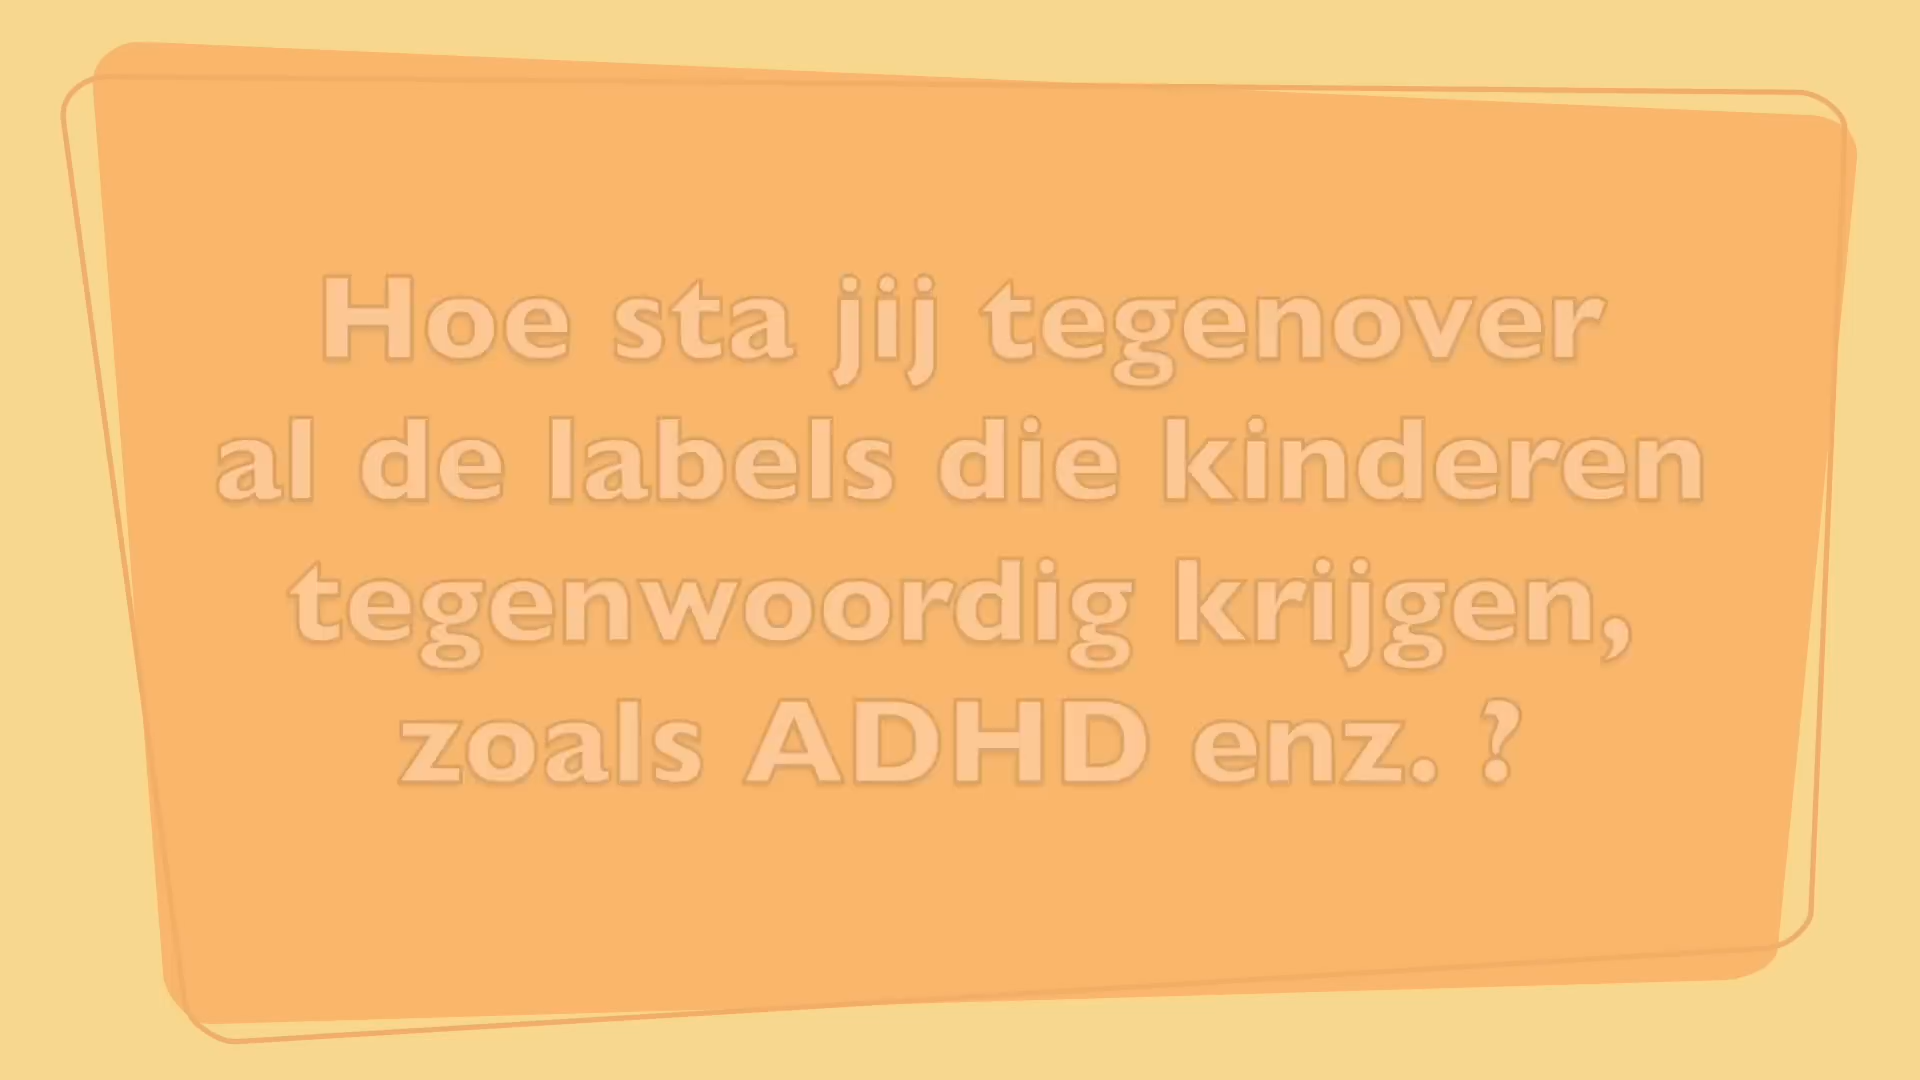 Hoe sta jij tegenover
al de labels die kinderen
tegenwoordig krijgen,
zoals ADHD enz. ?